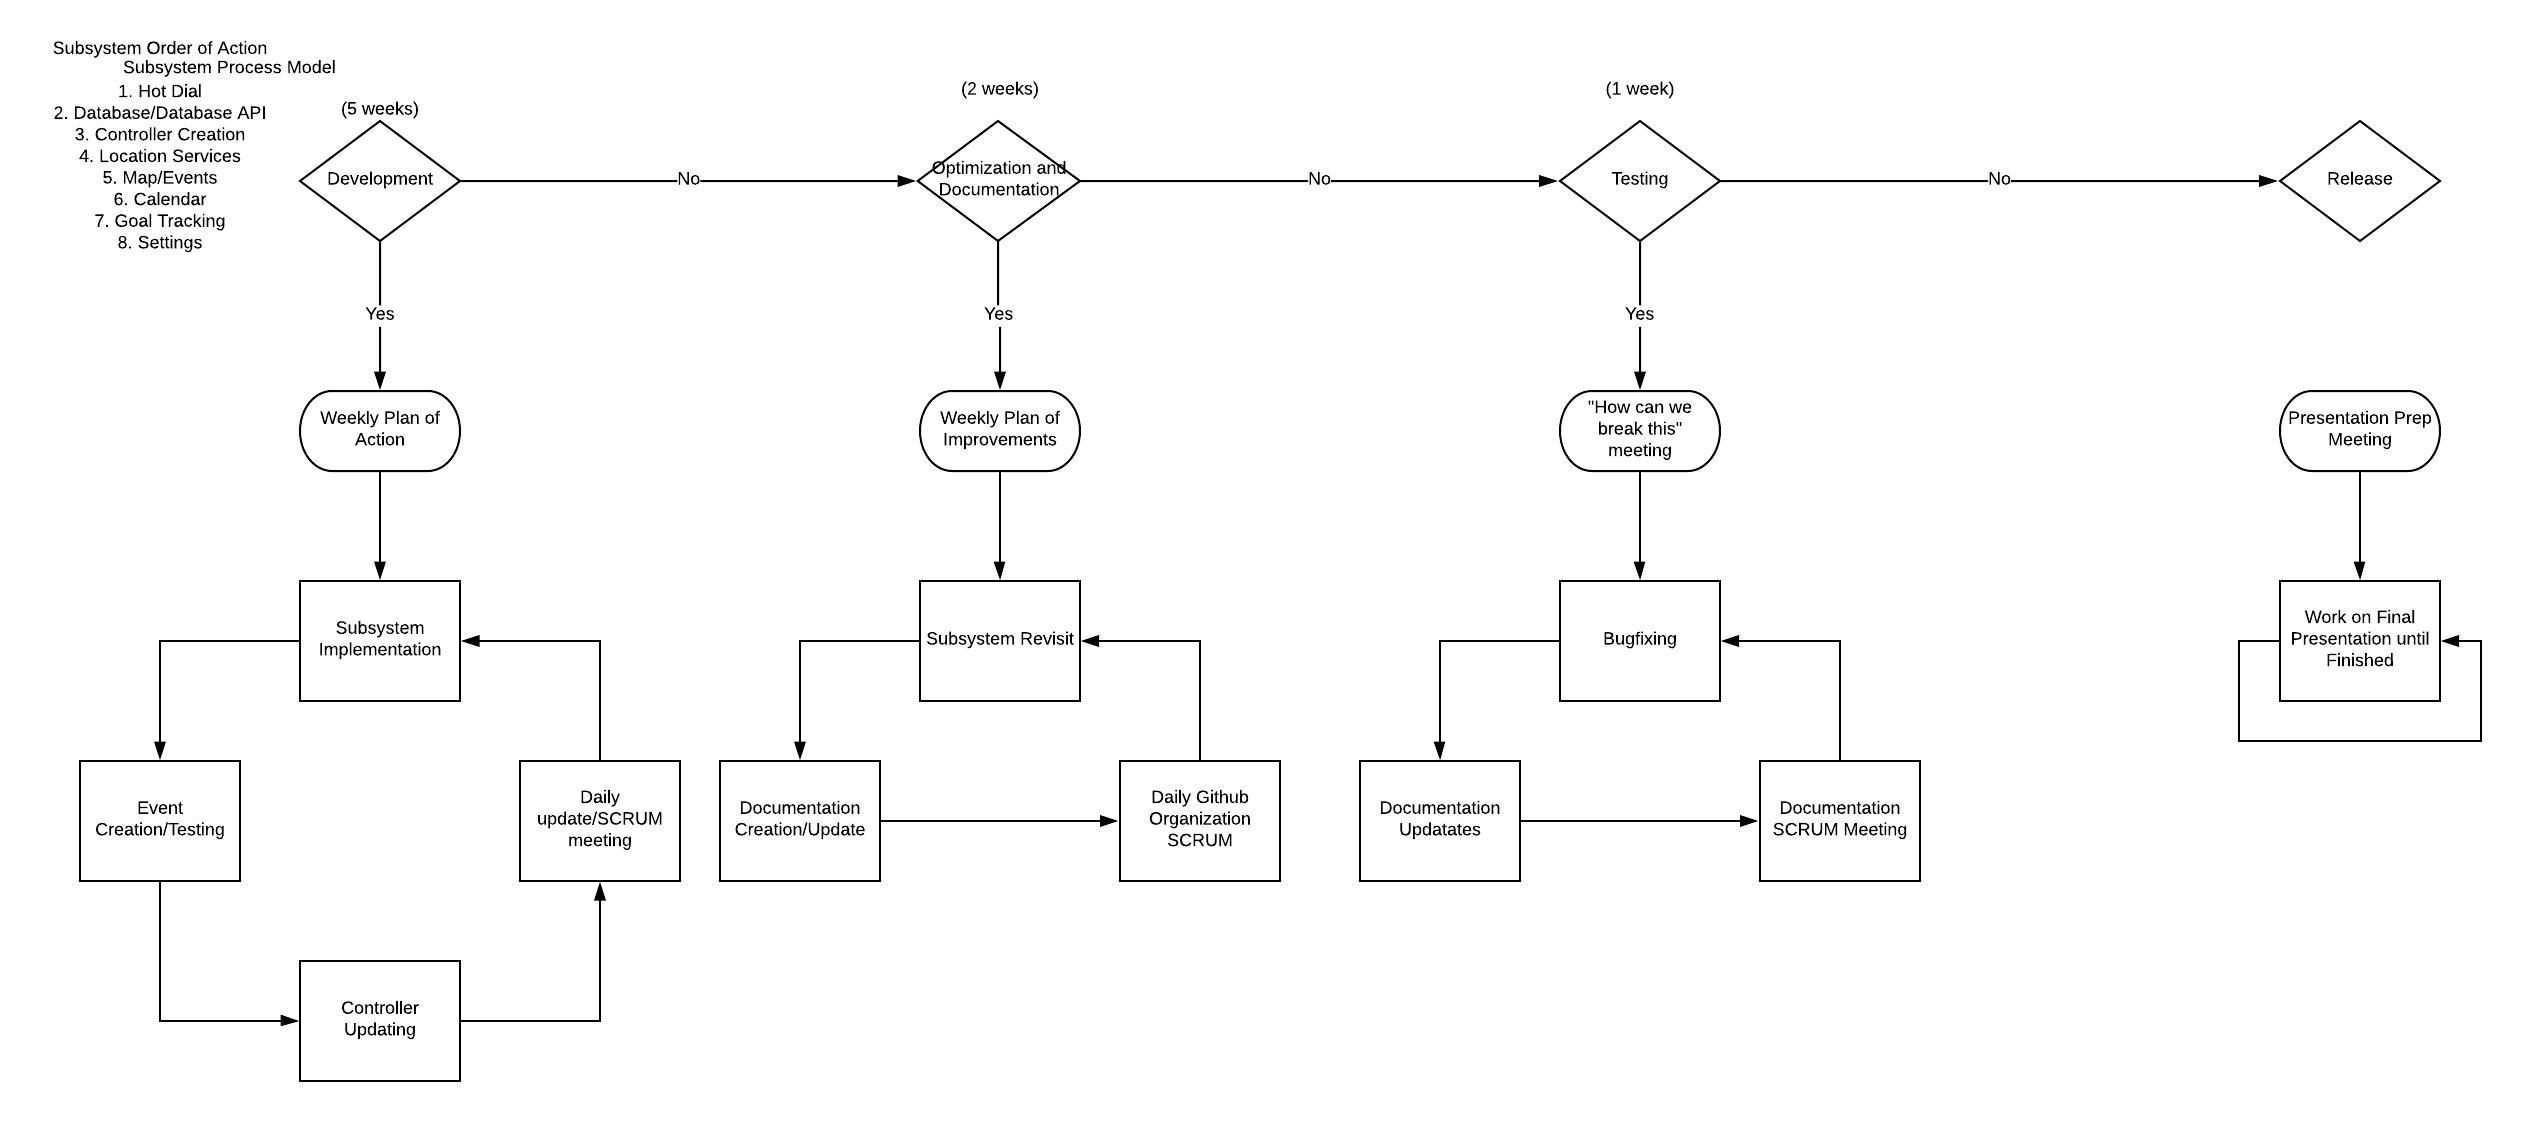 Subsystem Order of Action
Subsystem Process Model
1. Hot Dial
2. Database/Database API
3. Controller Creation
4. Location Services
5. Map/Events
6. Calendar
7. Goal Tracking
8. Settings
(5 weeks)
(2 weeks)
(1 week)
Development
No
Optimization and
Documentation
No
Testing
No
Release
Yes
Yes
Yes
Weekly Plan of
Action
Weekly Plan of
Improvements
"How can we
break this"
meeting
Presentation Prep
Meeting
Subsystem
Implementation
Subsystem Revisit
Bugfixing
Work on Final
Presentation until
Finished
Event
Creation/Testing
Daily
update/SCRUM
meeting
Documentation
Creation/Update
Daily Github
Organization
SCRUM
Documentation
Updatates
Documentation
SCRUM Meeting
Controller
Updating